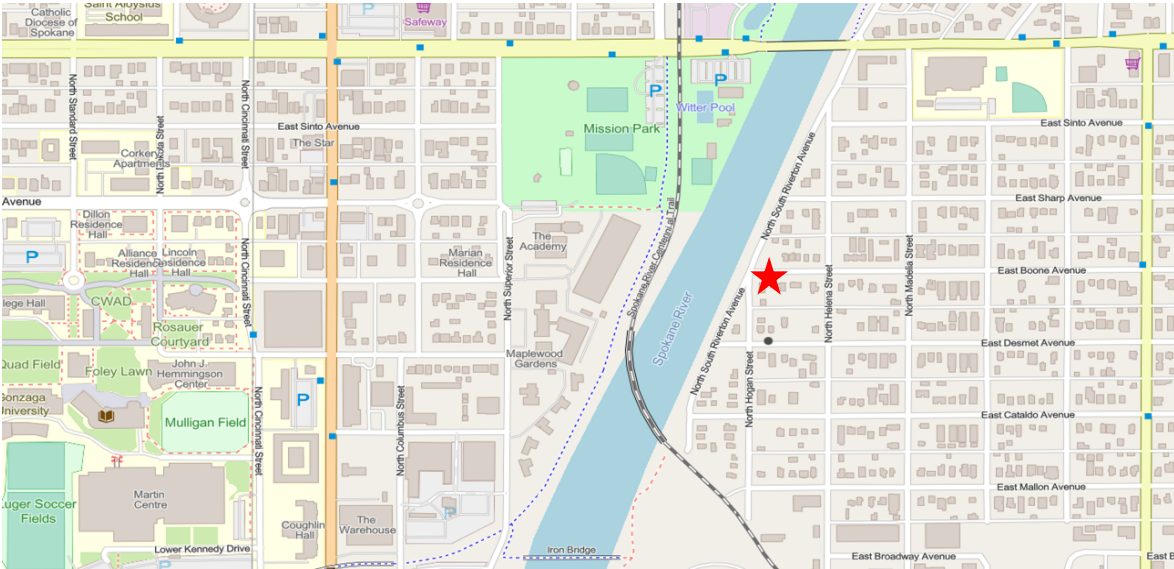 Catholic
Diocese of
Spokane
Saint Aloysius
School
P
Safeway
North Standard Street
North Cincinnati Street
East Sinto Avenue
The Star
Corkery
Apartments
Avenue
P
P
Witter Pool
Mission Park
East Sinto Avenue
North South Riverton Avenue
East Sharp Avenue
Dillon
Residence
Hall
P
Alliance
Residence
Hall
Lincoln
Residence
Hall
North Cincinnati Street
Marian
Residence
Hall
North Superior Street
The
Academy
Spokane River Centennial Trail
East Boone Avenue
North Helena Street
North Madelia Street
lege Hall
CWAD
Rosauer
Courtyard
Spokane River
North South Riverton Avenue
East Desmet Avenue
Quad Field
Foley Lawn
John J.
Hemmingson
Center
Maplewood
Gardens
North Hogan Street
Gonzaga
University
Mulligan Field
P
North Cincinnati Street
North Columbus Street
East Cataldo Avenue
Martin
Centre
Luger Soccer
Fields
East Mallon Avenue
P
Coughlin
Hall
The
Warehouse
Lower Kennedy Drive
P
Iron Bridge
East Broadway Avenue
East B